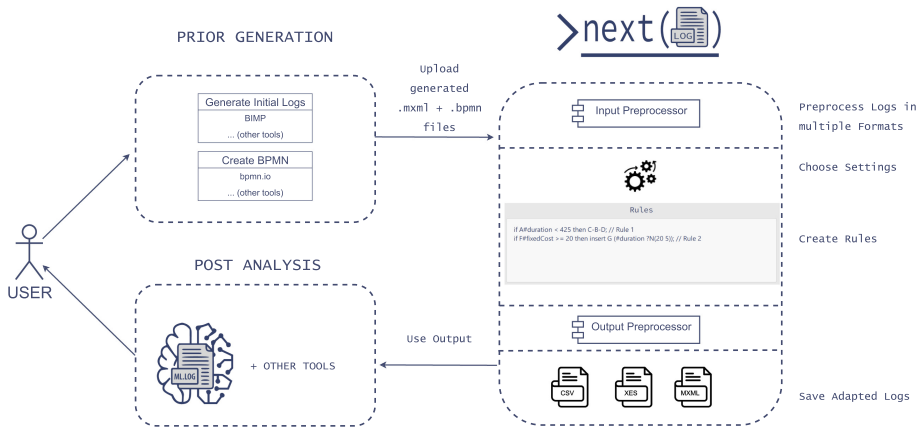 PRIOR GENERATION
Generate Initial Logs
BIMP
... (other tools)
Create BPMN
bpmn.io
... (other tools)
Upload
generated
.mxml + .bpmn
files
>next(LOG)
Input Preprocessor
Preprocess Logs in
multiple Formats
Choose Settings
Rules
if A#duration < 425 then C-B-D; // Rule 1
if F#fixedCost >= 20 then insert G (#duration ?N(20 5)); // Rule 2
Create Rules
Output Preprocessor
CSV
XES
MXML
Save Adapted Logs
Use Output
POST ANALYSIS
ML.LOG
+ OTHER TOOLS
USER